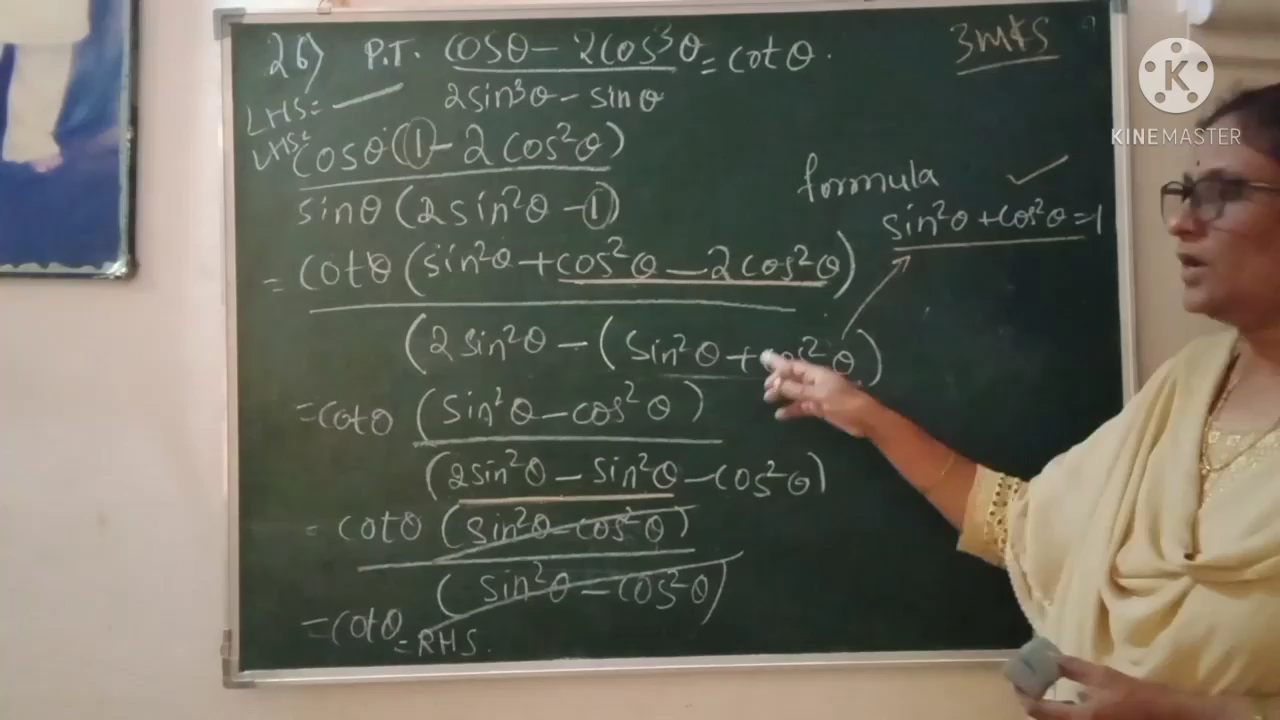 26) P.T. cosθ - 2cos³θ = cotθ. 3mks
LHS= 2sin³θ - sinθ
LHS= cosθ(1 - 2cos²θ)
sinθ(2sin²θ - 1)
formula ✓
sin²θ + cos²θ = 1
= cotθ (sin²θ + cos²θ - 2cos²θ)
(2sin²θ - (sin²θ + cos²θ)
= cotθ (sin²θ - cos²θ)
(2sin²θ - sin²θ - cos²θ)
= cotθ (sin²θ - cos²θ)
(sin²θ - cos²θ)
= cotθ = RHS.
K
KINEMASTER